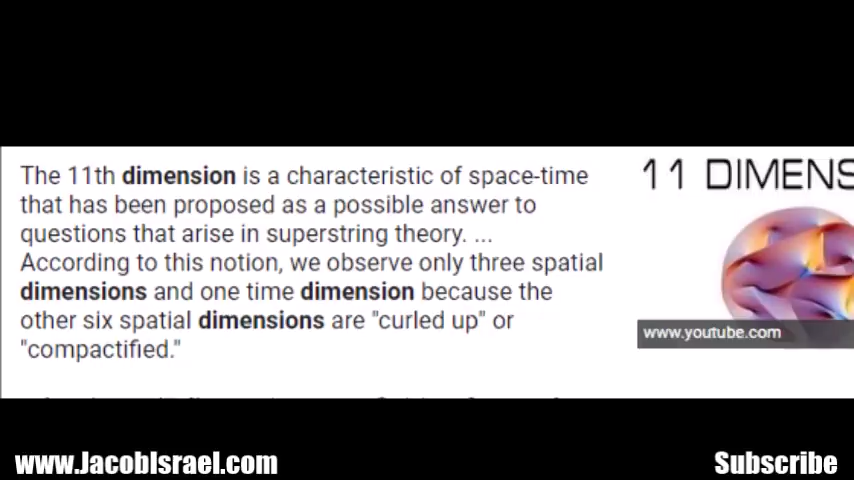 The 11th dimension is a characteristic of space-time
that has been proposed as a possible answer to
questions that arise in superstring theory. ...
According to this notion, we observe only three spatial
dimensions and one time dimension because the
other six spatial dimensions are "curled up" or
"compactified."
11 DIMENS
www.youtube.com
www.JacobIsrael.com
Subscribe